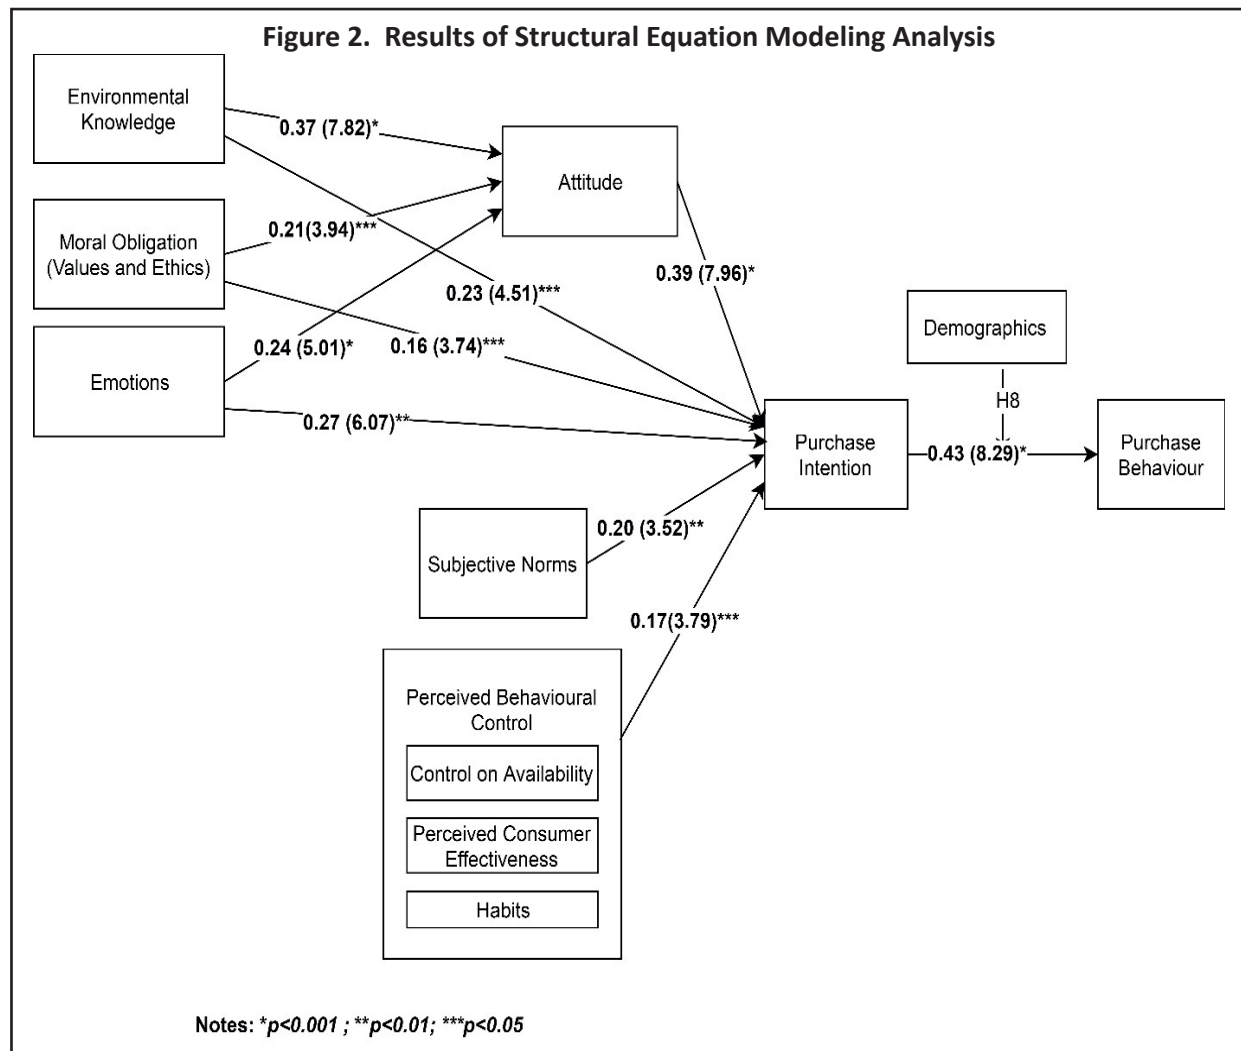 Figure 2.  Results of Structural Equation Modeling Analysis
Environmental
Knowledge
0.37 (7.82)*
Attitude
Moral Obligation
(Values and Ethics)
0.21(3.94)***
0.23 (4.51)***
0.39 (7.96)*
Emotions
0.24 (5.01)*
0.16 (3.74)***
0.27 (6.07)**
Demographics
H8
Purchase
Intention
0.43 (8.29)*
Purchase
Behaviour
Subjective Norms
0.20 (3.52)**
0.17(3.79)***
Perceived Behavioural
Control
Control on Availability
Perceived Consumer
Effectiveness
Habits
Notes: *p<0.001 ; **p<0.01; ***p<0.05